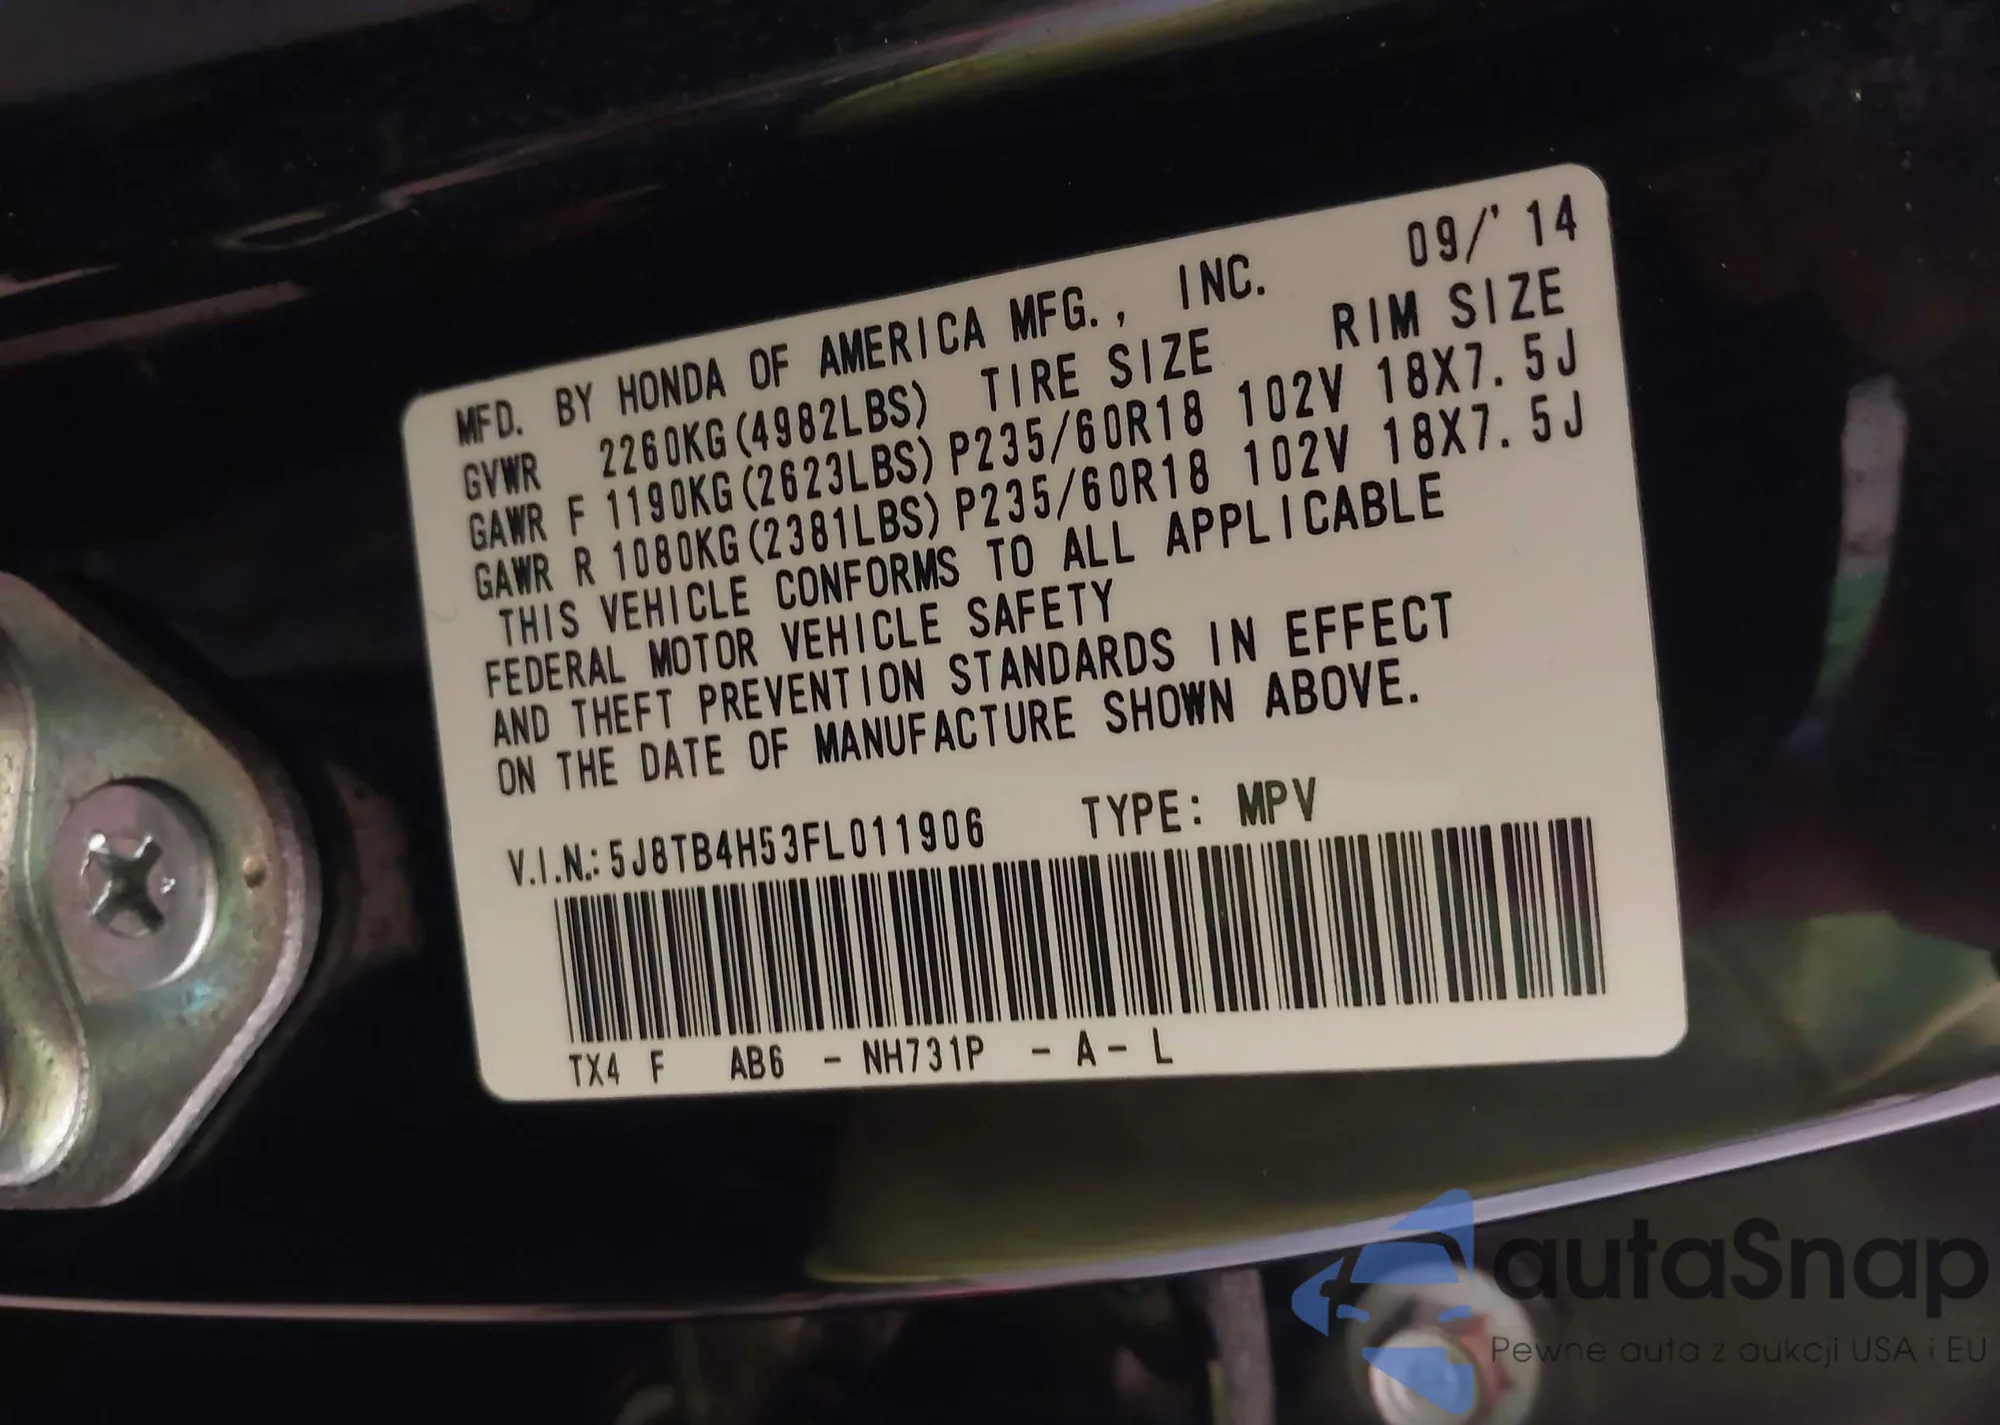 MFD. BY HONDA OF AMERICA MFG., INC. 09/'14
GVWR 2260KG(4982LBS) TIRE SIZE RIM SIZE
GAWR F 1190KG(2623LBS) P235/60R18 102V 18X7.5J
GAWR R 1080KG(2381LBS) P235/60R18 102V 18X7.5J
THIS VEHICLE CONFORMS TO ALL APPLICABLE
FEDERAL MOTOR VEHICLE SAFETY
AND THEFT PREVENTION STANDARDS IN EFFECT
ON THE DATE OF MANUFACTURE SHOWN ABOVE.
V.I.N.: 5J8TB4H53FL011906 TYPE: MPV
TX4 F AB6 - NH731P - A - L
autaSnap
Pewne auta z aukcji USA i EU